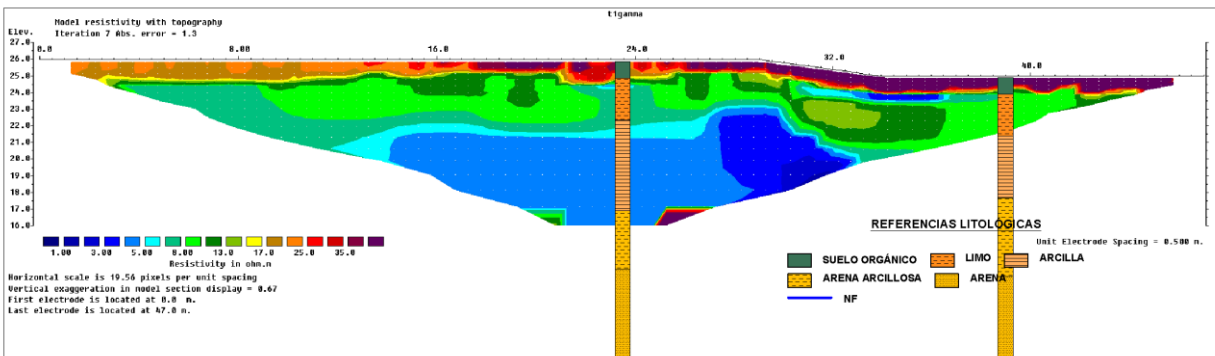 t1gamma
Model resistivity with topography
Iteration 7 Abs. error = 1.3
Elev.
27.0
26.0
25.0
24.0
23.0
22.0
21.0
20.0
19.0
18.0
17.0
16.0
0.0 8.00 16.0 24.0 32.0 40.0
1.00 3.00 5.00 8.00 13.0 17.0 25.0 35.0
Resistivity in ohm.m
Horizontal scale is 19.56 pixels per unit spacing
Vertical exaggeration in model section display = 0.67
First electrode is located at 0.0 m.
Last electrode is located at 47.0 m.
REFERENCIAS LITOLÓGICAS
Unit Electrode Spacing = 0.500 m.
SUELO ORGÁNICO LIMO ARCILLA
ARENA ARCILLOSA ARENA
NF